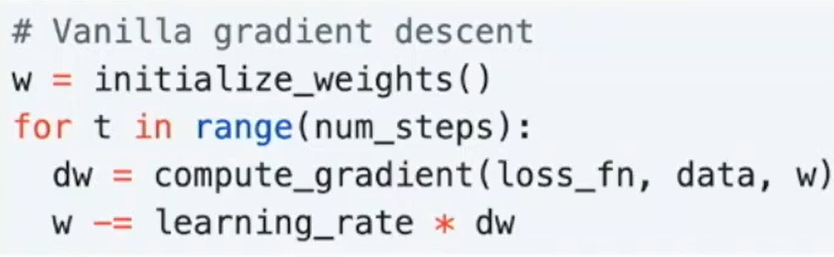 # Vanilla gradient descent
w = initialize_weights()
for t in range(num_steps):
  dw = compute_gradient(loss_fn, data, w)
  w -= learning_rate * dw